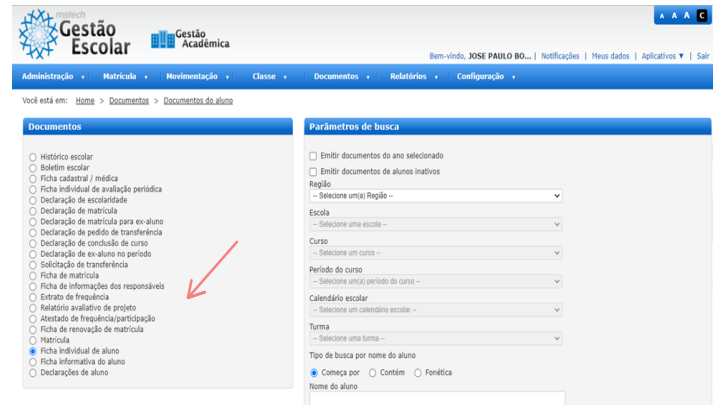 mstech
Gestão
Escolar
Gestão
Acadêmica
A A A C
Bem-vindo, JOSE PAULO BO... | Notificações | Meus dados | Aplicativos ▼ | Sair
Administração Matrícula Movimentação Classe Documentos Relatórios Configuração
Você está em: Home > Documentos > Documentos do aluno
Documentos
Histórico escolar
Boletim escolar
Ficha cadastral / médica
Ficha individual de avaliação periódica
Declaração de escolaridade
Declaração de matrícula
Declaração de matrícula para ex-aluno
Declaração de pedido de transferência
Declaração de conclusão de curso
Declaração de ex-aluno no período
Solicitação de transferência
Ficha de matrícula
Ficha de informações dos responsáveis
Extrato de frequência
Relatório avaliativo de projeto
Atestado de frequência/participação
Ficha de renovação de matrícula
Matrícula
Ficha individual de aluno
Ficha informativa do aluno
Declarações de aluno
Parâmetros de busca
Emitir documentos do ano selecionado
Emitir documentos de alunos inativos
Região
-- Selecione um(a) Região --
Escola
-- Selecione uma escola --
Curso
-- Selecione um curso --
Período do curso
-- Selecione um(a) período do curso --
Calendário escolar
-- Selecione um calendário escolar --
Turma
-- Selecione uma turma --
Tipo de busca por nome do aluno
Começa por Contém Fonética
Nome do aluno